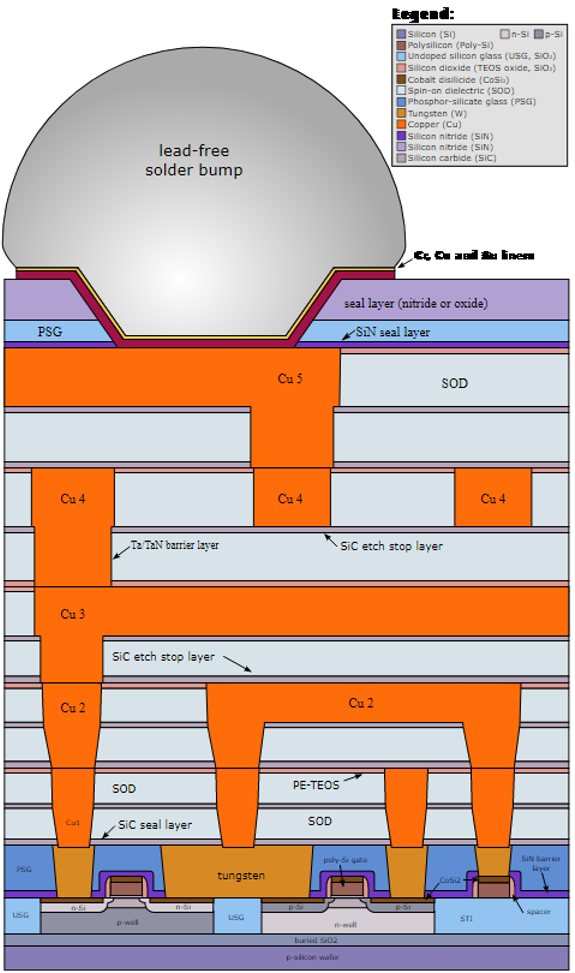 Legend:
Silicon (Si) n-Si p-Si
Polysilicon (Poly-Si)
Undoped silicon glass (USG, SiO₂)
Silicon dioxide (TEOS oxide, SiO₂)
Cobalt disilicide (CoSi₂)
Spin-on dielectric (SOD)
Phosphor-silicate glass (PSG)
Tungsten (W)
Copper (Cu)
Silicon nitride (SiN)
Silicon nitride (SiN)
Silicon carbide (SiC)
lead-free
solder bump
Cr, Cu and Au liners
seal layer (nitride or oxide)
PSG
SiN seal layer
Cu 5
SOD
Cu 4
Cu 4
Cu 4
Ta/TaN barrier layer
SiC etch stop layer
Cu 3
SiC etch stop layer
Cu 2
Cu 2
SOD
PE-TEOS
Cu1
SiC seal layer
SOD
PSG
tungsten
poly-Si gate
SiN barrier
layer
CoSi2
USG
n-Si
n-Si
p-well
USG
p-Si
p-Si
n-well
STI
spacer
buried SiO2
p-silicon wafer